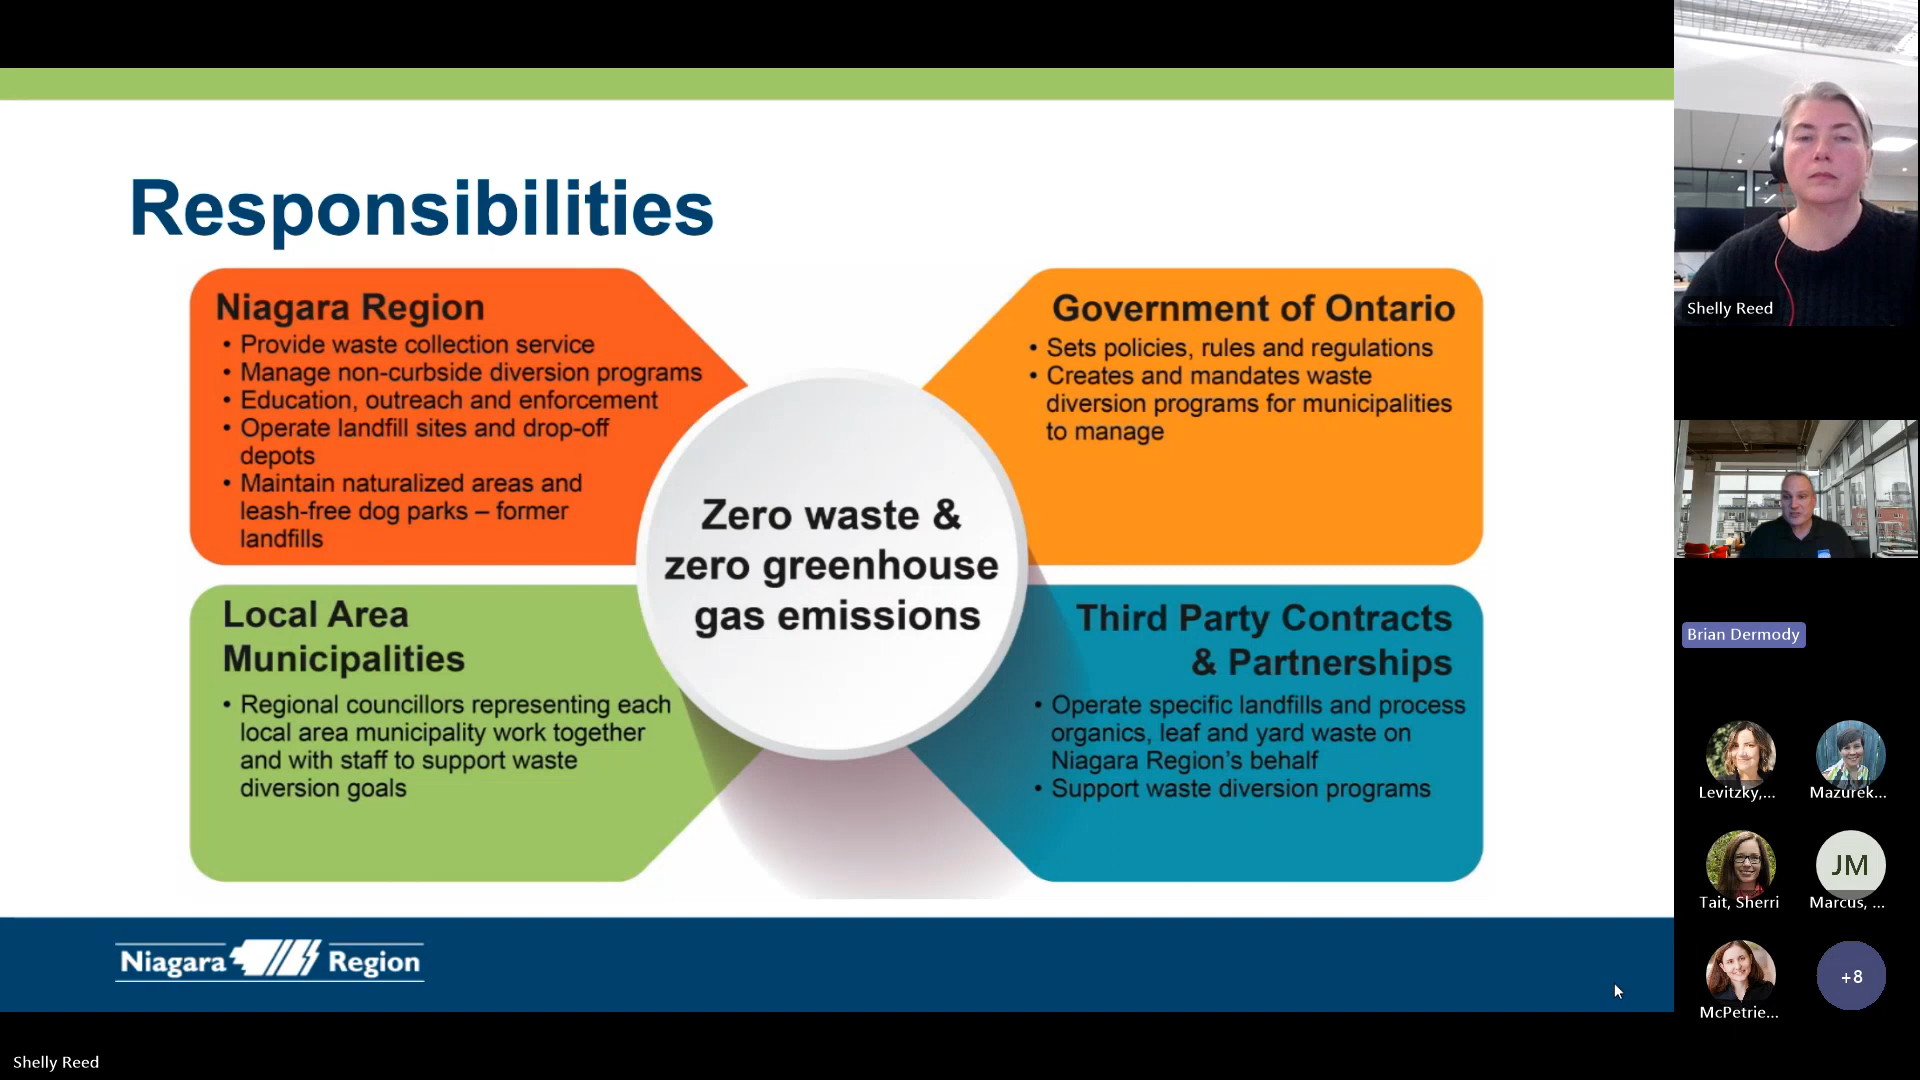 Responsibilities
Niagara Region
• Provide waste collection service
• Manage non-curbside diversion programs
• Education, outreach and enforcement
• Operate landfill sites and drop-off
depots
• Maintain naturalized areas and
leash-free dog parks – former
landfills
Government of Ontario
• Sets policies, rules and regulations
• Creates and mandates waste
diversion programs for municipalities
to manage
Zero waste &
zero greenhouse
gas emissions
Local Area
Municipalities
• Regional councillors representing each
local area municipality work together
and with staff to support waste
diversion goals
Third Party Contracts
& Partnerships
• Operate specific landfills and process
organics, leaf and yard waste on
Niagara Region's behalf
• Support waste diversion programs
Niagara Region
Shelly Reed
Shelly Reed
Brian Dermody
Levitzky,...
Mazurek...
Tait, Sherri
JM
Marcus, ...
McPetrie...
+8